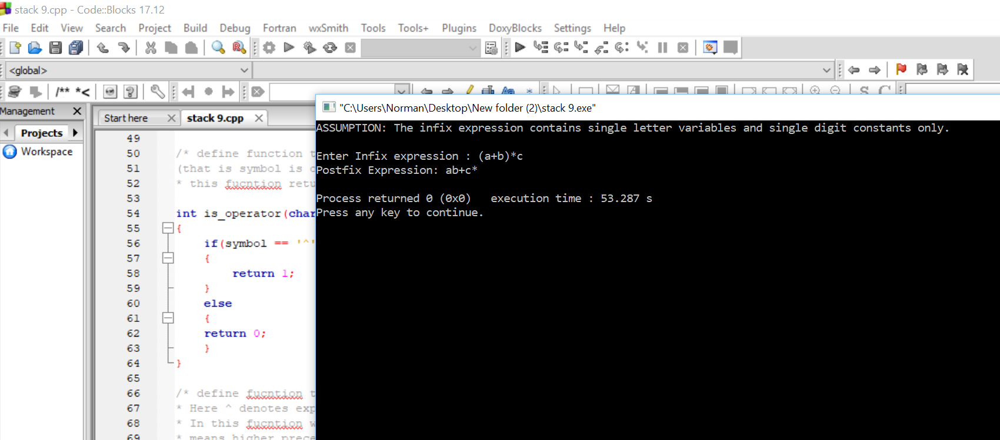 stack 9.cpp - Code::Blocks 17.12
File Edit View Search Project Build Debug Fortran wxSmith Tools Tools+ Plugins DoxyBlocks Settings Help
<global>
/** *<
Management
Start here
stack 9.cpp
Projects
Workspace
"C:\Users\Norman\Desktop\New folder (2)\stack 9.exe"
ASSUMPTION: The infix expression contains single letter variables and single digit constants only.
Enter Infix expression : (a+b)*c
Postfix Expression: ab+c*
Process returned 0 (0x0)   execution time : 53.287 s
Press any key to continue.
49
50 /* define function t
51 (that is symbol is
52 * this fucntion retu
53
54 int is_operator(char
55 {
56 if(symbol == '^'
57 {
58 return 1;
59 }
60 else
61 {
62 return 0;
63 }
64 }
65
66 /* define fucntion t
67 * Here ^ denotes exp
68 * In this fucntion w
69 * means higher prece